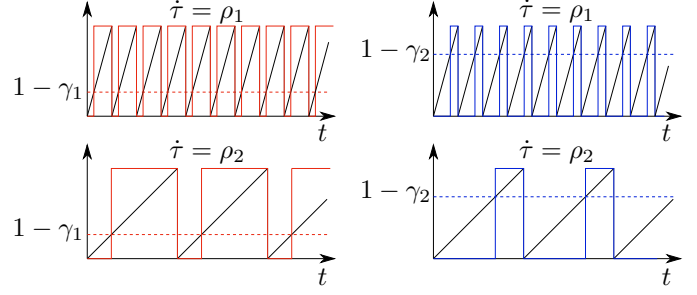 τ̇ = ρ₁
1 − γ₁
t
τ̇ = ρ₁
1 − γ₂
t
τ̇ = ρ₂
1 − γ₁
t
τ̇ = ρ₂
1 − γ₂
t